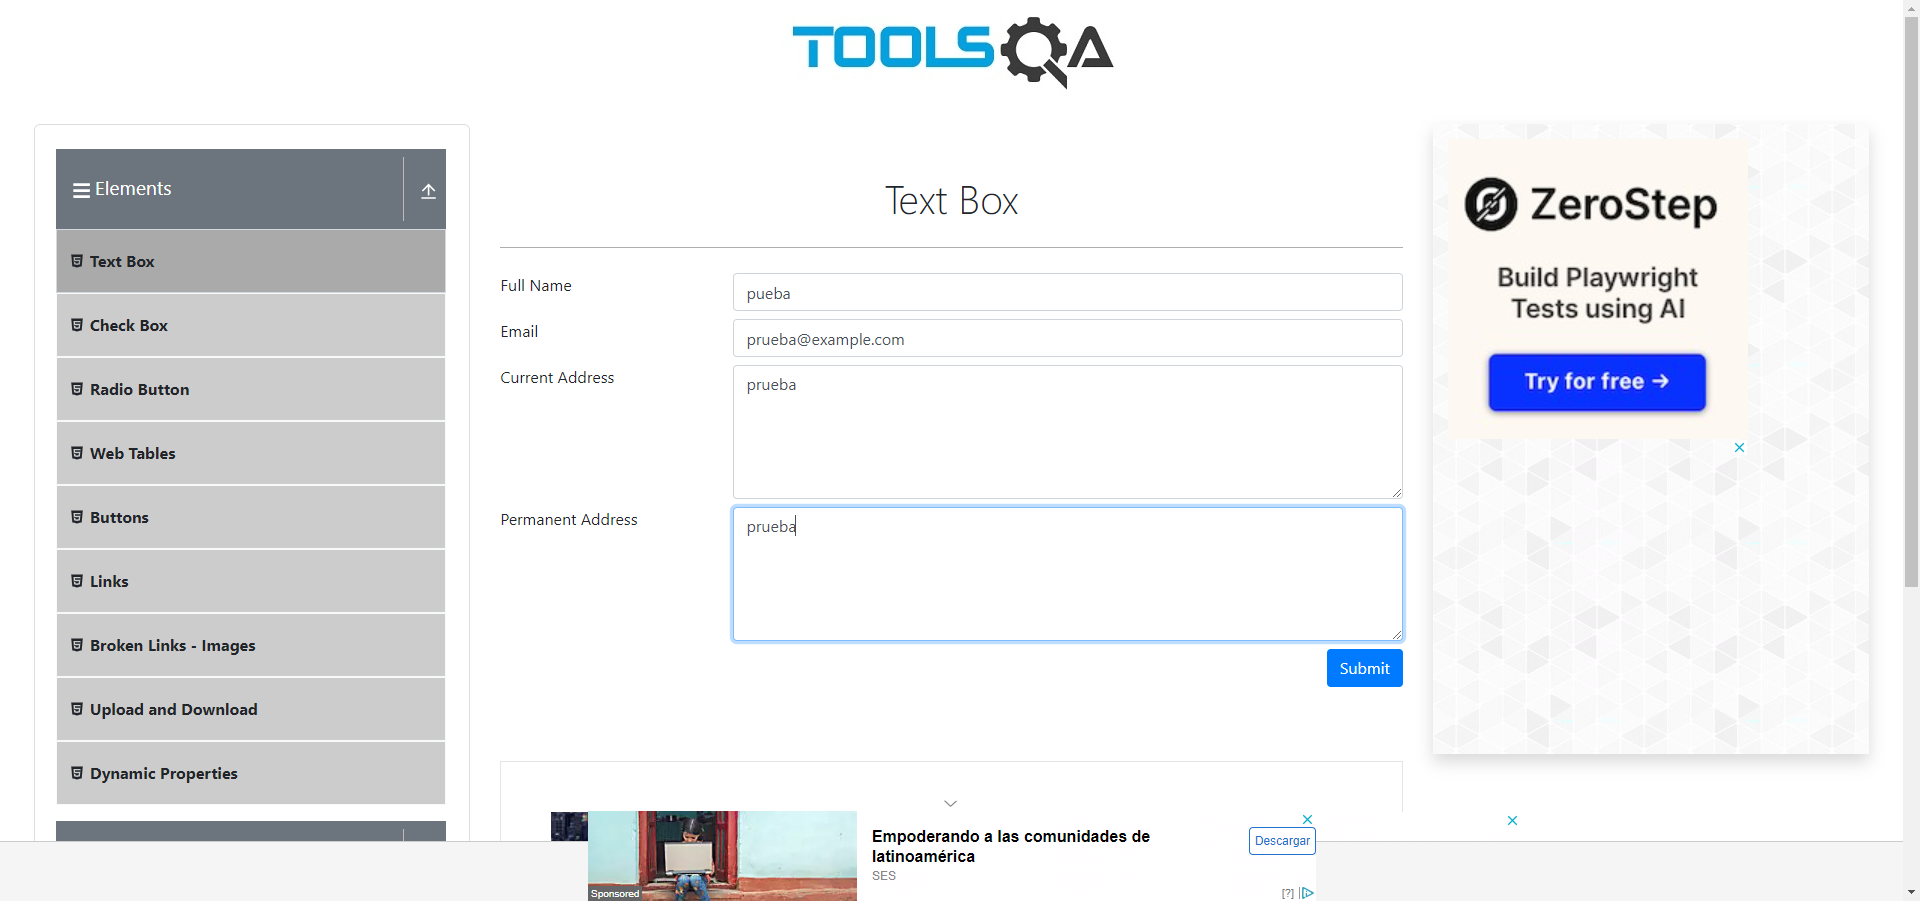 TOOLSQA
Elements
Text Box
Check Box
Radio Button
Web Tables
Buttons
Links
Broken Links - Images
Upload and Download
Dynamic Properties
Text Box
Full Name
pueba
Email
prueba@example.com
Current Address
prueba
Permanent Address
prueba
Submit
ZeroStep
Build Playwright
Tests using AI
Try for free →
Sponsored
Empoderando a las comunidades de
latinoamérica
SES
Descargar
[?]